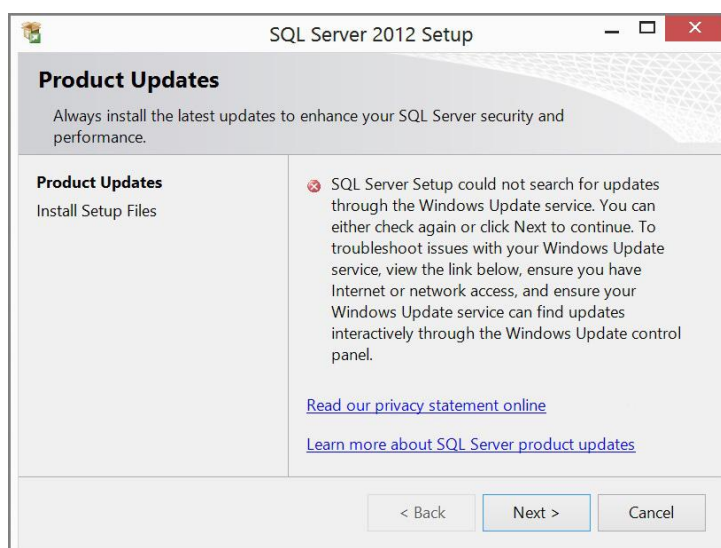 SQL Server 2012 Setup
Product Updates
Always install the latest updates to enhance your SQL Server security and
performance.
Product Updates
Install Setup Files
SQL Server Setup could not search for updates
through the Windows Update service. You can
either check again or click Next to continue. To
troubleshoot issues with your Windows Update
service, view the link below, ensure you have
Internet or network access, and ensure your
Windows Update service can find updates
interactively through the Windows Update control
panel.
Read our privacy statement online
Learn more about SQL Server product updates
< Back
Next >
Cancel